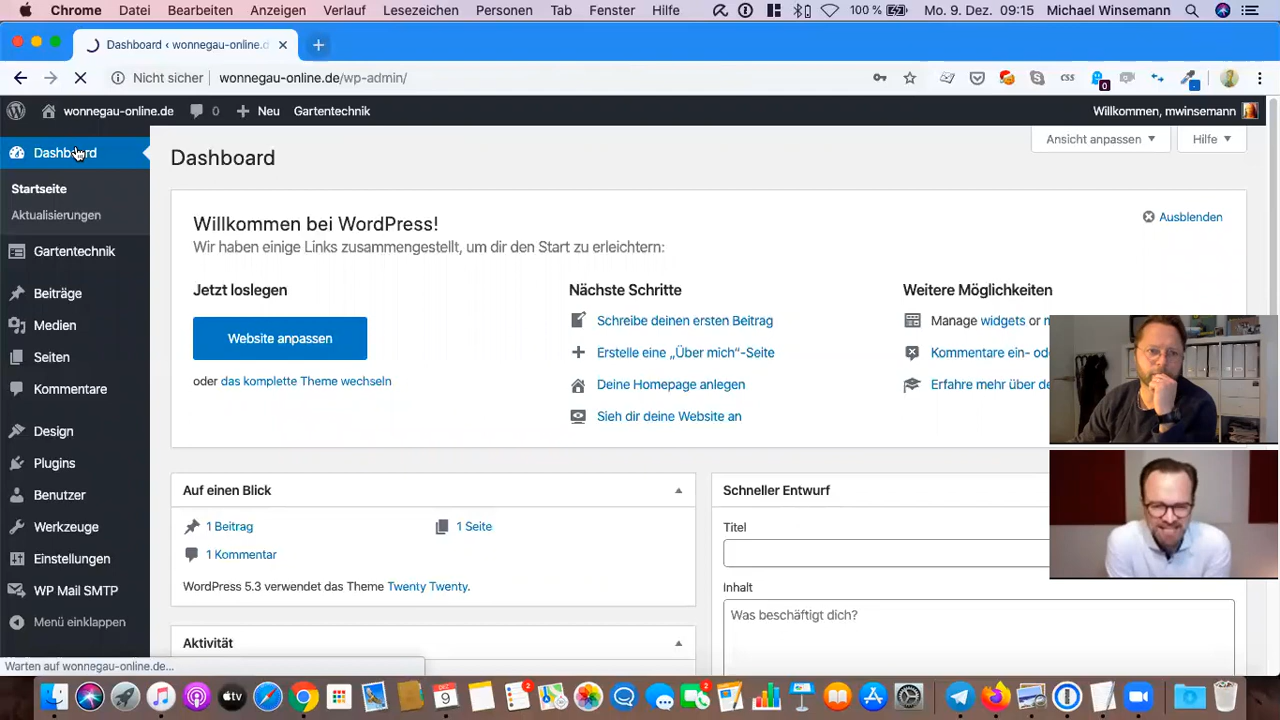 Chrome Datei Bearbeiten Anzeigen Verlauf Lesezeichen Personen Tab Fenster Hilfe 100 % Mo. 9. Dez. 09:15 Michael Winsemann
Dashboard ‹ wonnegau-online.d
Nicht sicher wonnegau-online.de/wp-admin/
css
0
wonnegau-online.de 0 Neu Gartentechnik Willkommen, mwinsemann
Dashboard
Startseite
Aktualisierungen
Gartentechnik
Beiträge
Medien
Seiten
Kommentare
Design
Plugins
Benutzer
Werkzeuge
Einstellungen
WP Mail SMTP
Menü einklappen
Dashboard
Ansicht anpassen
Hilfe
Willkommen bei WordPress!
Ausblenden
Wir haben einige Links zusammengestellt, um dir den Start zu erleichtern:
Jetzt loslegen
Website anpassen
oder das komplette Theme wechseln
Nächste Schritte
Schreibe deinen ersten Beitrag
Erstelle eine „Über mich“-Seite
Deine Homepage anlegen
Sieh dir deine Website an
Weitere Möglichkeiten
Manage widgets or m
Kommentare ein- od
Erfahre mehr über de
Auf einen Blick
1 Beitrag
1 Seite
1 Kommentar
WordPress 5.3 verwendet das Theme Twenty Twenty.
Aktivität
Schneller Entwurf
Titel
Inhalt
Was beschäftigt dich?
Warten auf wonnegau-online.de...
tv
9
2
2